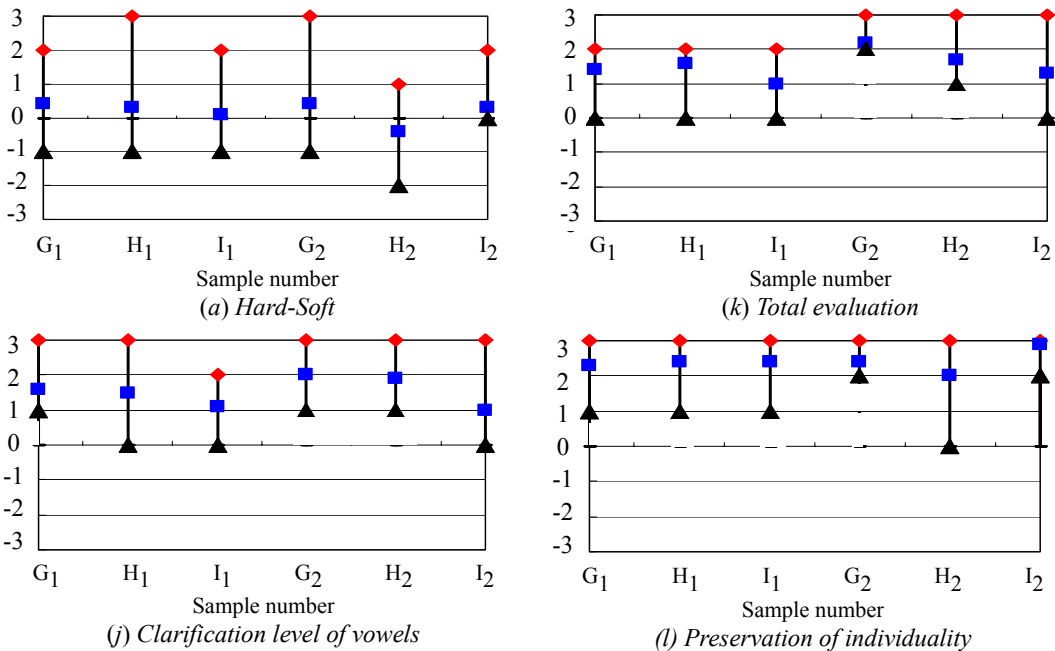 3
2
1
0
-1
-2
-3
G1 H1 I1 G2 H2 I2
Sample number
(a) Hard-Soft
3
2
1
0
-1
-2
-3
G1 H1 I1 G2 H2 I2
Sample number
(k) Total evaluation
3
2
1
0
-1
-2
-3
G1 H1 I1 G2 H2 I2
Sample number
(j) Clarification level of vowels
3
2
1
0
-1
-2
-3
G1 H1 I1 G2 H2 I2
Sample number
(l) Preservation of individuality